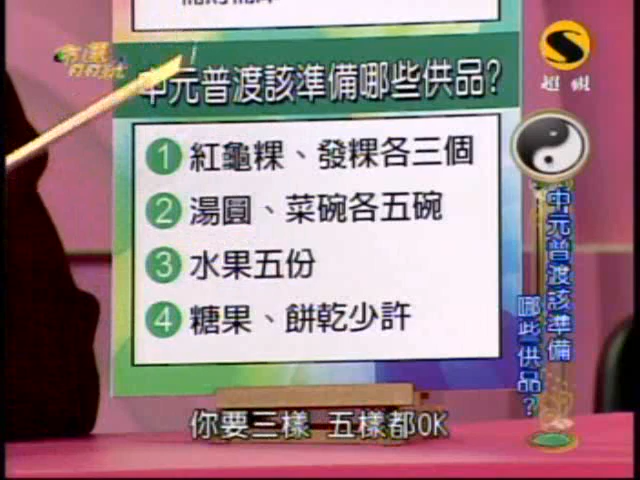 中元普渡該準備哪些供品?
1 紅龜粿、發粿各三個
2 湯圓、菜碗各五碗
3 水果五份
4 糖果、餅乾少許
超視
中元普渡該準備
哪些供品?
你要三樣 五樣都OK